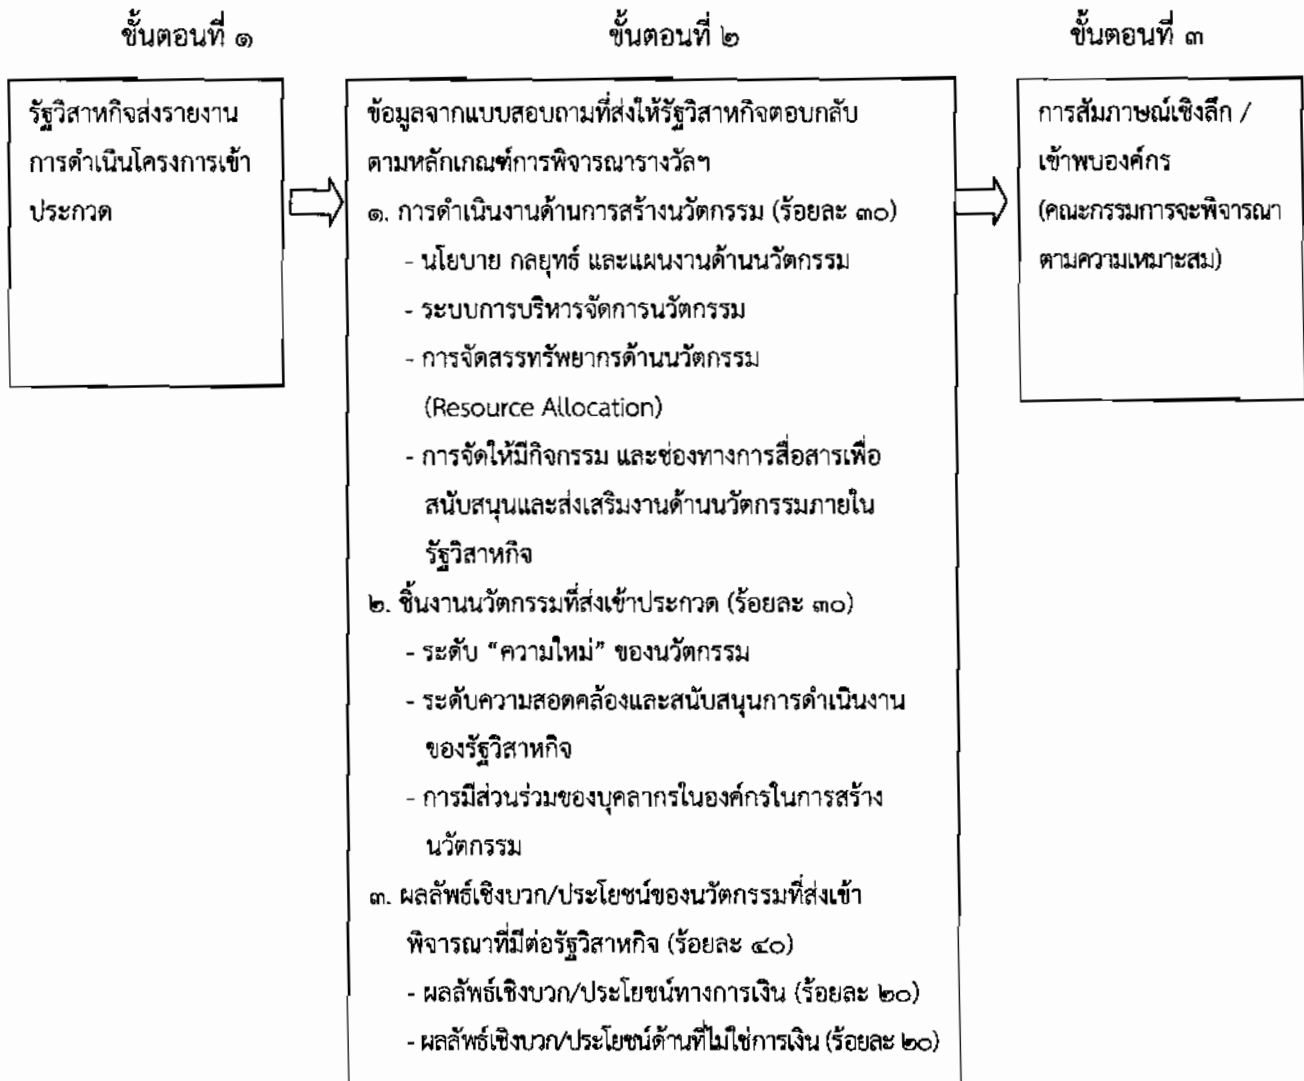 ขั้นตอนที่ ๑
รัฐวิสาหกิจส่งรายงาน
การดำเนินโครงการเข้า
ประกวด
ขั้นตอนที่ ๒
ข้อมูลจากแบบสอบถามที่ส่งให้รัฐวิสาหกิจตอบกลับ
ตามหลักเกณฑ์การพิจารณารางวัลฯ
๑. การดำเนินงานด้านการสร้างนวัตกรรม (ร้อยละ ๓๐)
- นโยบาย กลยุทธ์ และแผนงานด้านนวัตกรรม
- ระบบการบริหารจัดการนวัตกรรม
- การจัดสรรทรัพยากรด้านนวัตกรรม
(Resource Allocation)
- การจัดให้มีกิจกรรม และช่องทางการสื่อสารเพื่อ
สนับสนุนและส่งเสริมงานด้านนวัตกรรมภายใน
รัฐวิสาหกิจ
๒. ชิ้นงานนวัตกรรมที่ส่งเข้าประกวด (ร้อยละ ๓๐)
- ระดับ “ความใหม่” ของนวัตกรรม
- ระดับความสอดคล้องและสนับสนุนการดำเนินงาน
ของรัฐวิสาหกิจ
- การมีส่วนร่วมของบุคลากรในองค์กรในการสร้าง
นวัตกรรม
๓. ผลลัพธ์เชิงบวก/ประโยชน์ของนวัตกรรมที่ส่งเข้า
พิจารณาที่มีต่อรัฐวิสาหกิจ (ร้อยละ ๔๐)
- ผลลัพธ์เชิงบวก/ประโยชน์ทางการเงิน (ร้อยละ ๒๐)
- ผลลัพธ์เชิงบวก/ประโยชน์ด้านที่ไม่ใช่การเงิน (ร้อยละ ๒๐)
ขั้นตอนที่ ๓
การสัมภาษณ์เชิงลึก /
เข้าพบองค์กร
(คณะกรรมการจะพิจารณา
ตามความเหมาะสม)